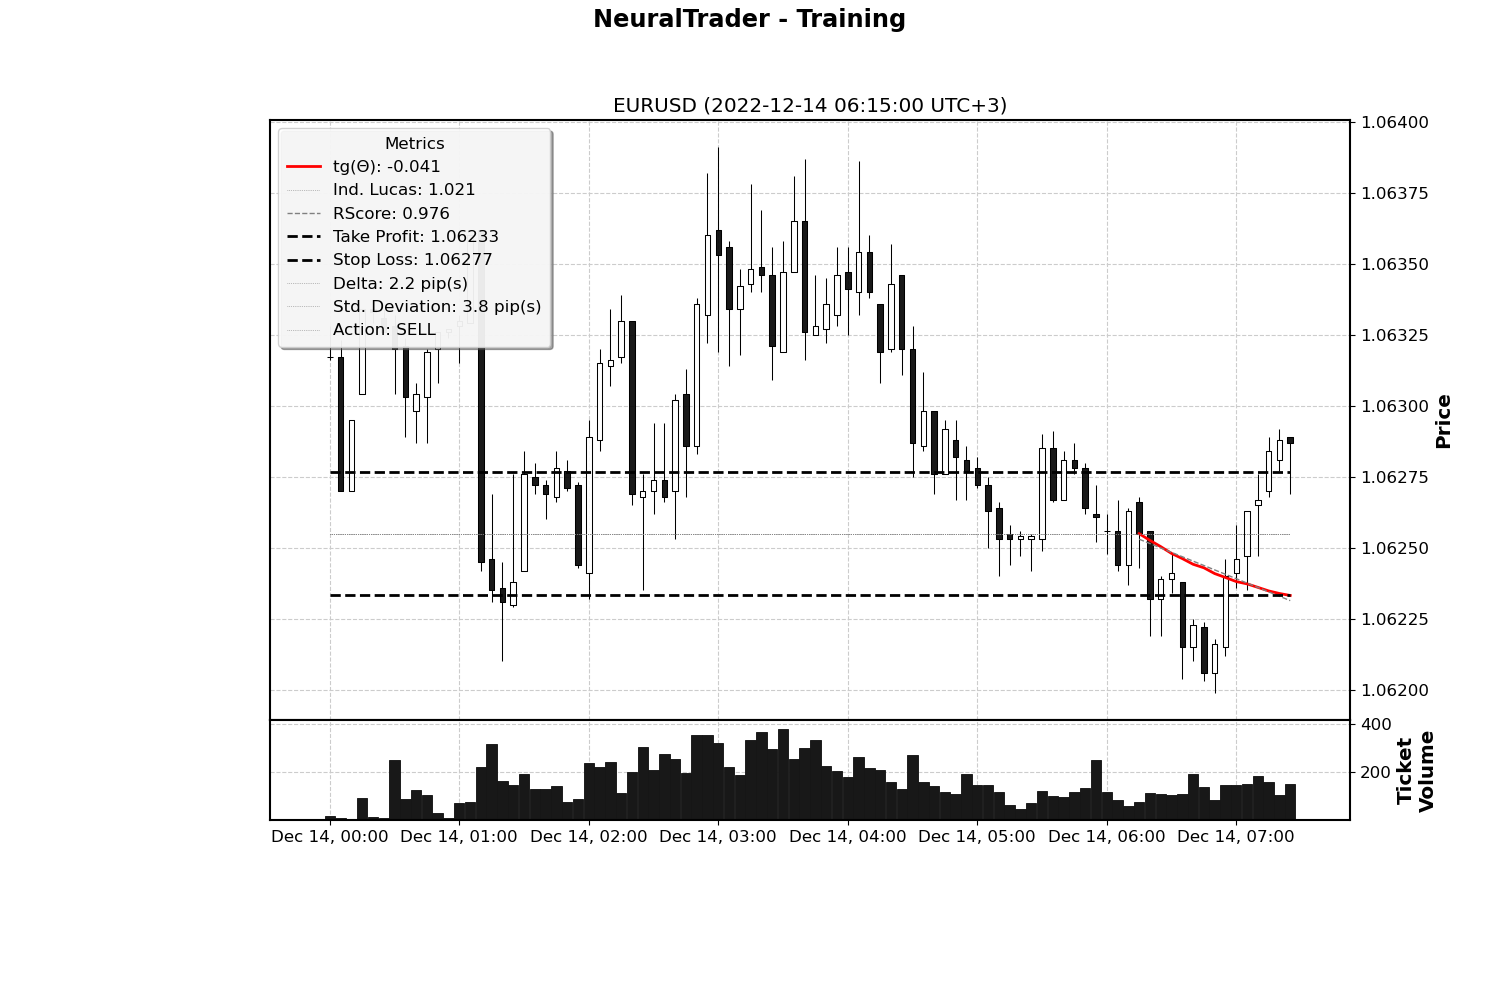 NeuralTrader - Training
EURUSD (2022-12-14 06:15:00 UTC+3)
Metrics
tg(Θ): -0.041
Ind. Lucas: 1.021
RScore: 0.976
Take Profit: 1.06233
Stop Loss: 1.06277
Delta: 2.2 pip(s)
Std. Deviation: 3.8 pip(s)
Action: SELL
1.06400
1.06375
1.06350
1.06325
1.06300
1.06275
1.06250
1.06225
1.06200
Price
400
200
Ticket
Volume
Dec 14, 00:00
Dec 14, 01:00
Dec 14, 02:00
Dec 14, 03:00
Dec 14, 04:00
Dec 14, 05:00
Dec 14, 06:00
Dec 14, 07:00